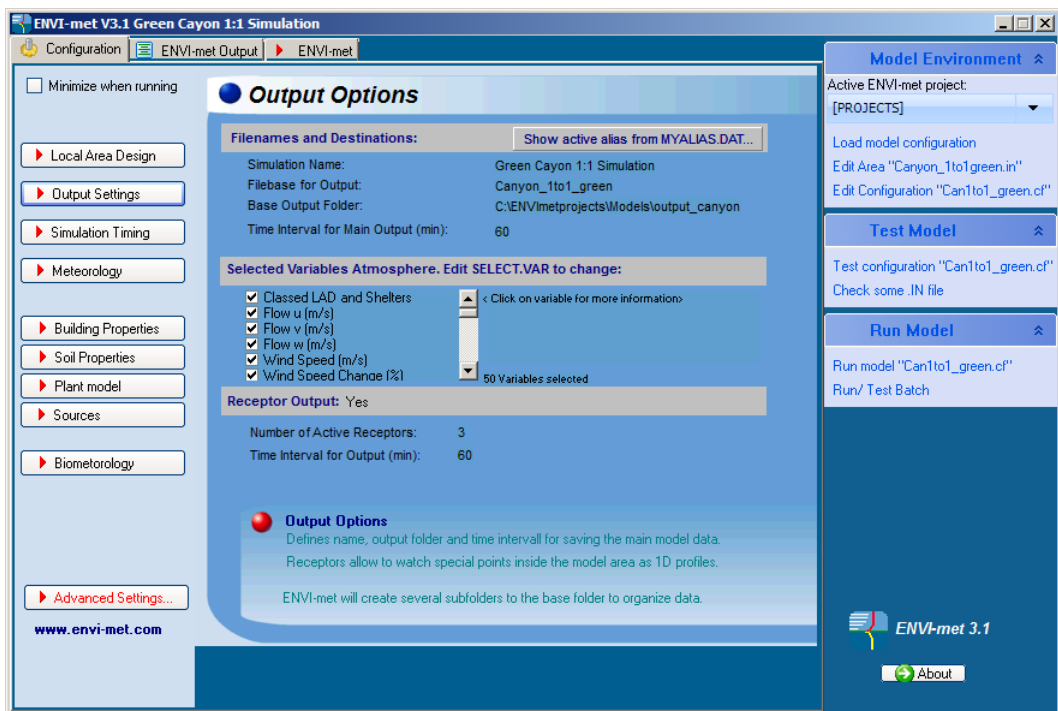 ENVI-met V3.1 Green Cayon 1:1 Simulation
Configuration
ENVI-met Output
ENVI-met
Minimize when running
Local Area Design
Output Settings
Simulation Timing
Meteorology
Building Properties
Soil Properties
Plant model
Sources
Biometorology
Advanced Settings...
www.envi-met.com
Output Options
Filenames and Destinations:
Show active alias from MYALIAS.DAT...
Simulation Name: Green Cayon 1:1 Simulation
Filebase for Output: Canyon_1to1_green
Base Output Folder: C:\ENVImetprojects\Models\output_canyon
Time Interval for Main Output (min): 60
Selected Variables Atmosphere. Edit SELECT.VAR to change:
Classed LAD and Shelters
Flow u (m/s)
Flow v (m/s)
Flow w (m/s)
Wind Speed (m/s)
Wind Speed Change (%)
< Click on variable for more information>
50 Variables selected
Receptor Output: Yes
Number of Active Receptors: 3
Time Interval for Output (min): 60
Output Options
Defines name, output folder and time intervall for saving the main model data.
Receptors allow to watch special points inside the model area as 1D profiles.
ENVI-met will create several subfolders to the base folder to organize data.
Model Environment
Active ENVI-met project:
[PROJECTS]
Load model configuration
Edit Area "Canyon_1to1green.in"
Edit Configuration "Can1to1_green.cf"
Test Model
Test configuration "Can1to1_green.cf"
Check some .IN file
Run Model
Run model "Can1to1_green.cf"
Run/ Test Batch
ENVI-met 3.1
About